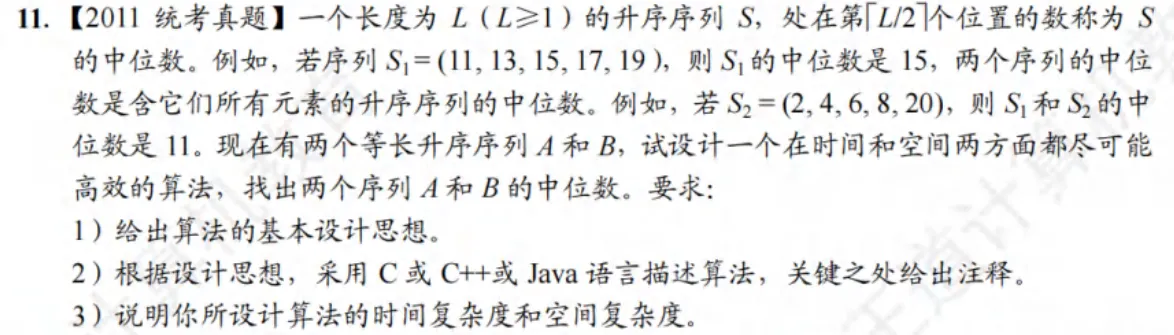 11. 【2011 统考真题】一个长度为 L（L≥1）的升序序列 S，处在第⌈L/2⌉个位置的数称为 S
的中位数。例如，若序列 S₁ = (11, 13, 15, 17, 19 )，则 S₁ 的中位数是 15，两个序列的中位
数是含它们所有元素的升序序列的中位数。例如，若 S₂ = (2, 4, 6, 8, 20)，则 S₁ 和 S₂ 的中
位数是 11。现在有两个等长升序序列 A 和 B，试设计一个在时间和空间两方面都尽可能
高效的算法，找出两个序列 A 和 B 的中位数。要求：
1）给出算法的基本设计思想。
2）根据设计思想，采用 C 或 C++或 Java 语言描述算法，关键之处给出注释。
3）说明你所设计算法的时间复杂度和空间复杂度。